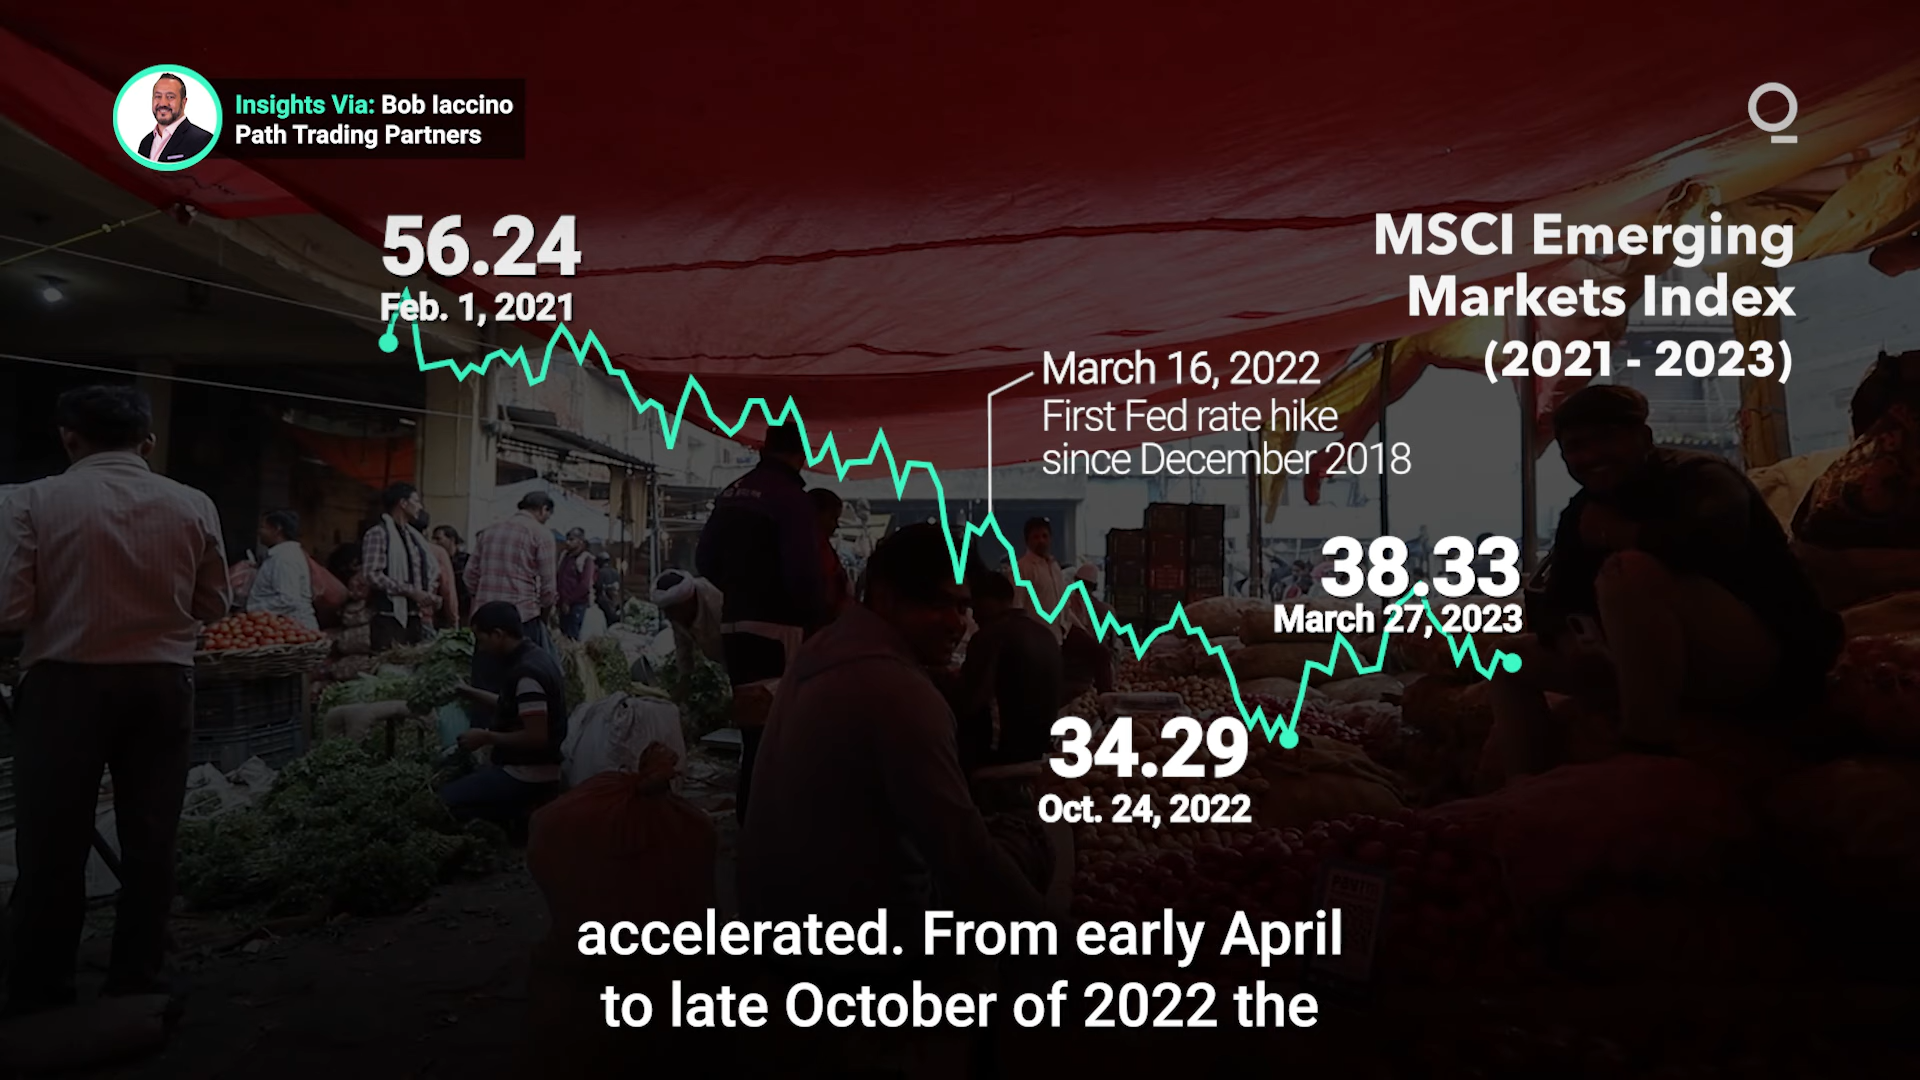 Insights Via: Bob Iaccino
Path Trading Partners
56.24
Feb. 1, 2021
MSCI Emerging
Markets Index
(2021 - 2023)
March 16, 2022
First Fed rate hike
since December 2018
38.33
March 27, 2023
34.29
Oct. 24, 2022
accelerated. From early April
to late October of 2022 the